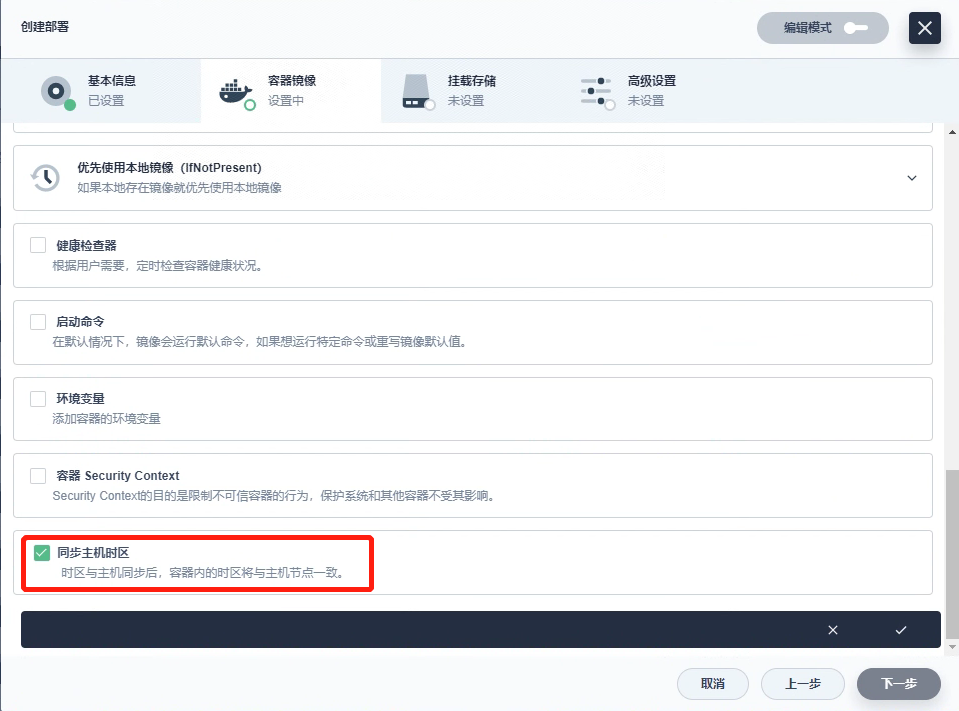 创建部署
编辑模式
基本信息
已设置
容器镜像
设置中
挂载存储
未设置
高级设置
未设置
优先使用本地镜像（IfNotPresent）
如果本地存在镜像就优先使用本地镜像
健康检查器
根据用户需要，定时检查容器健康状况。
启动命令
在默认情况下，镜像会运行默认命令，如果想运行特定命令或重写镜像默认值。
环境变量
添加容器的环境变量
容器 Security Context
Security Context的目的是限制不可信容器的行为，保护系统和其他容器不受其影响。
同步主机时区
时区与主机同步后，容器内的时区将与主机节点一致。
取消
上一步
下一步